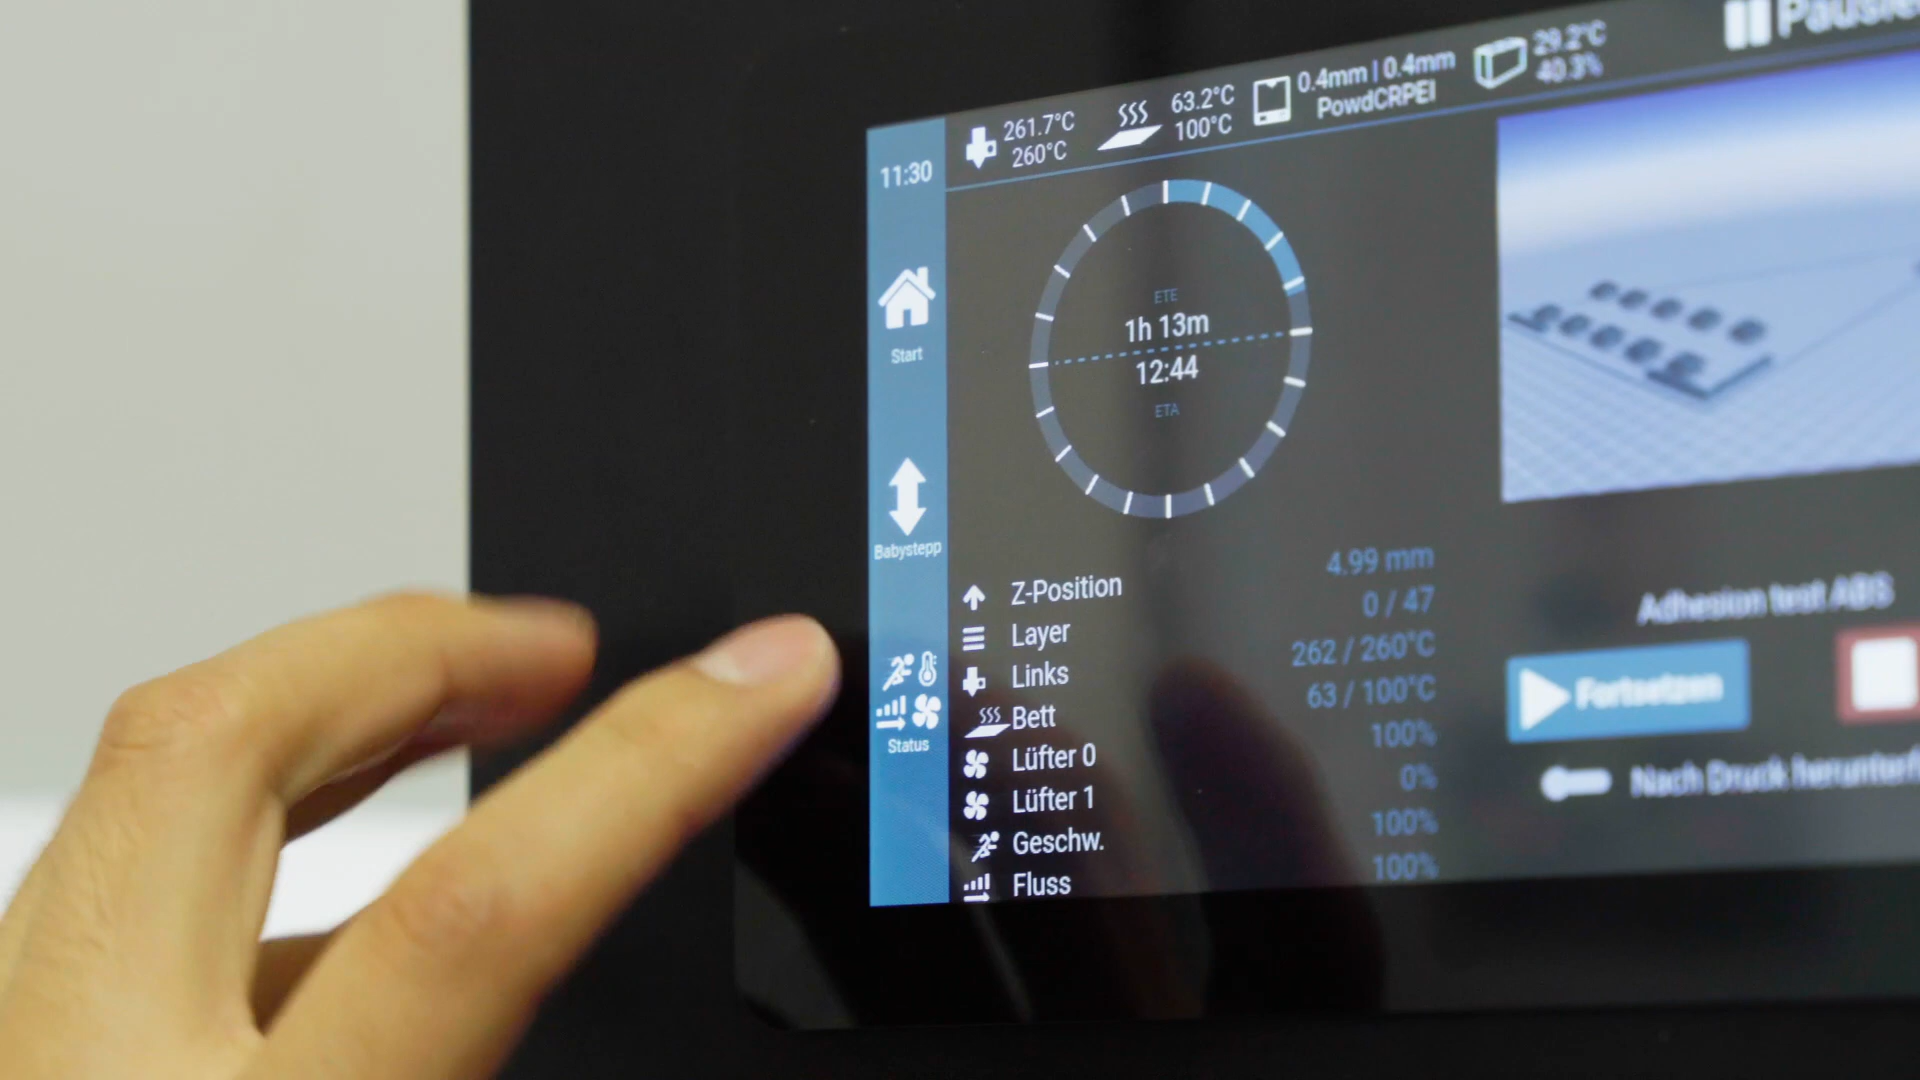 11:30
261.7°C
260°C
63.2°C
100°C
0.4mm | 0.4mm
PowdCRPEI
29.2°C
40.3%
Start
Babystepp
Status
ETE
1h 13m
12:44
ETA
Z-Position 4.99 mm
Layer 0 / 47
Links 262 / 260°C
Bett 63 / 100°C
Lüfter 0 100%
Lüfter 1 0%
Geschw. 100%
Fluss 100%
Adhesion test ABS
Fortsetzen
Nach Druck